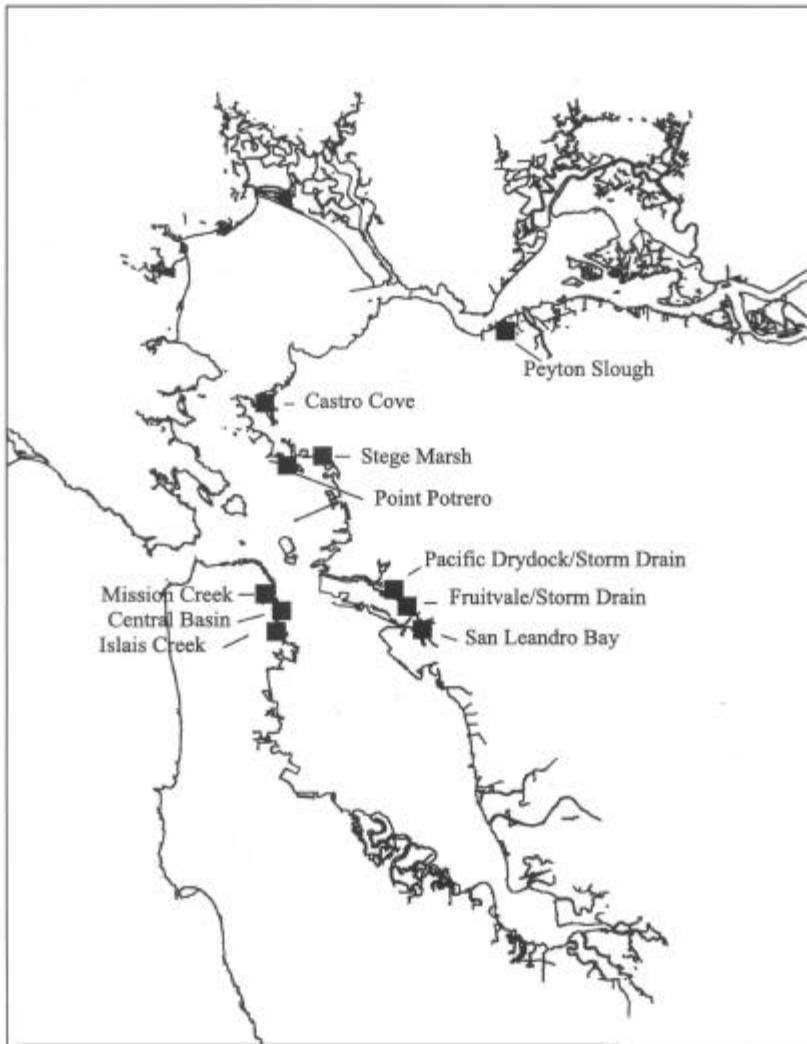 Peyton Slough
Castro Cove
Stege Marsh
Point Potrero
Pacific Drydock/Storm Drain
Mission Creek
Fruitvale/Storm Drain
Central Basin
Islais Creek
San Leandro Bay